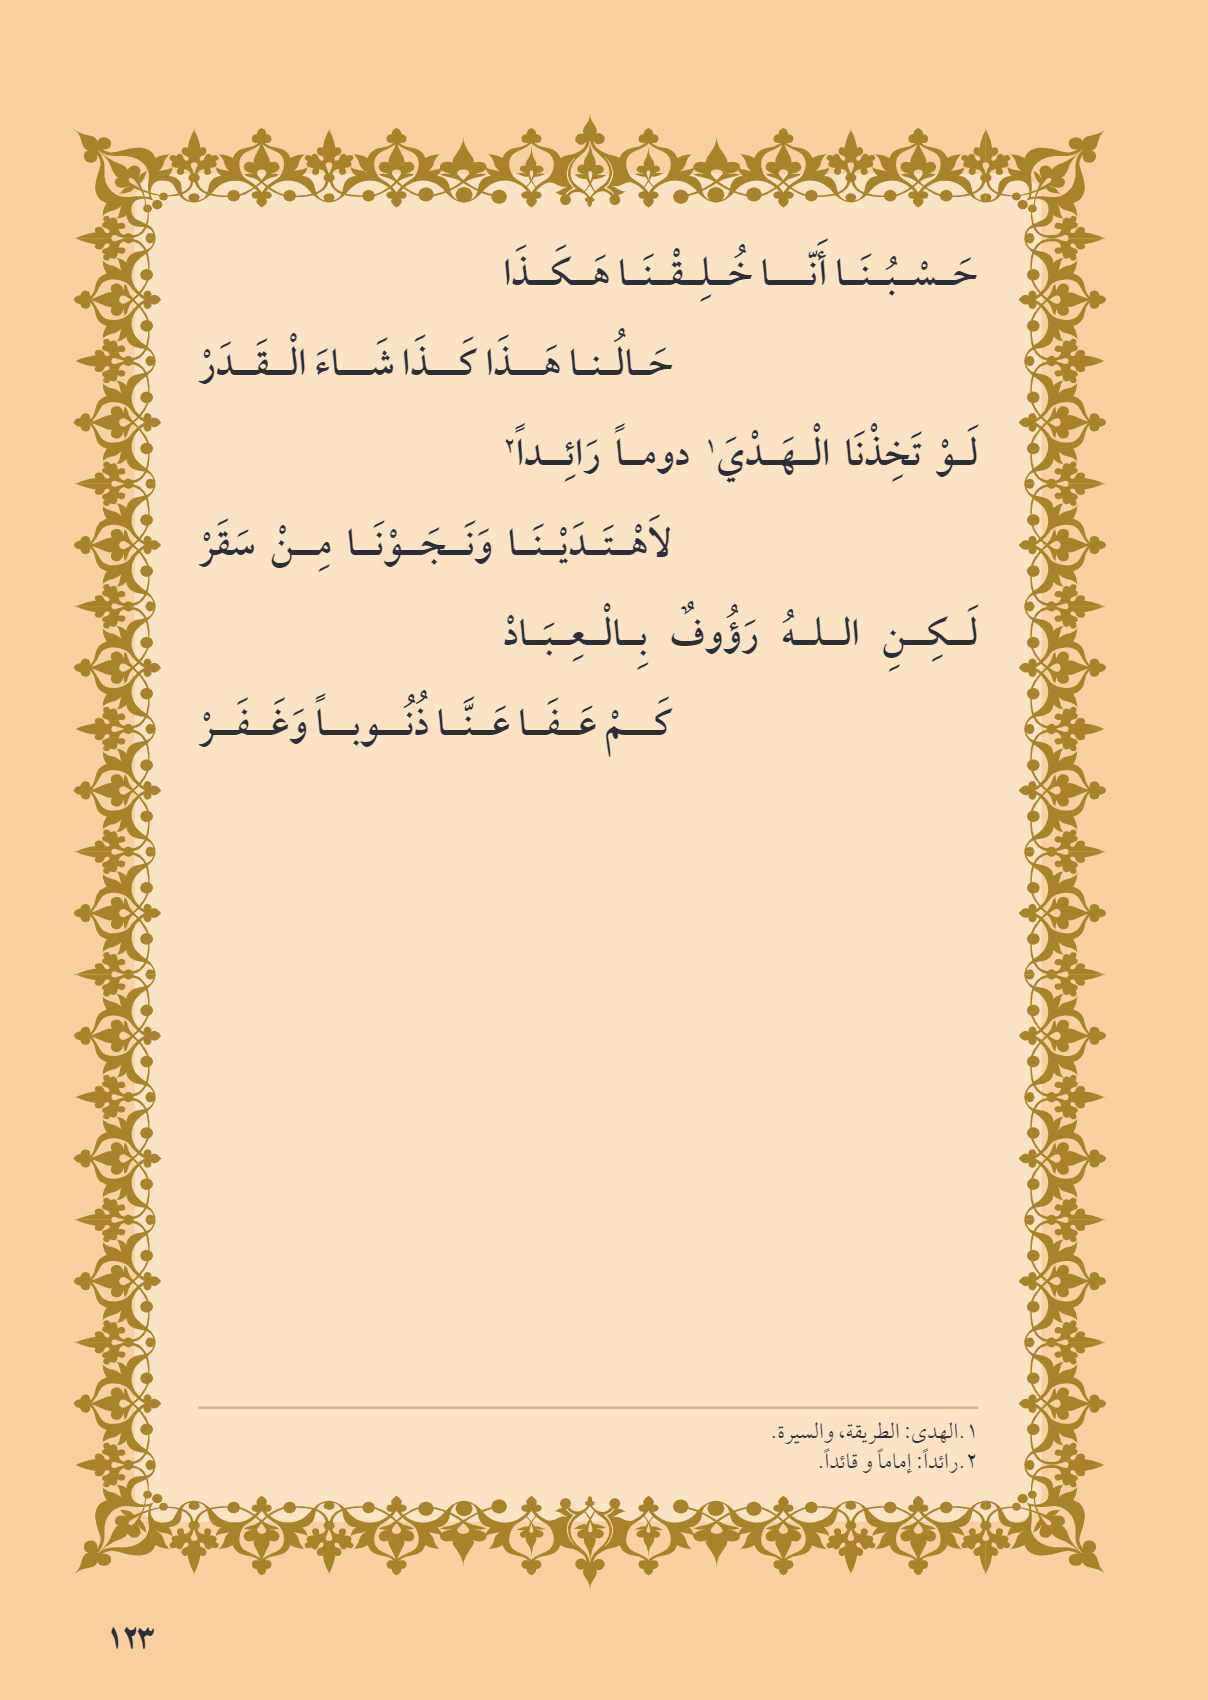 حَسْبُنَا أَنَّا خُلِقْنَا هَكَذَا
حَالُنا هَذَا كَذَا شَاءَ الْقَدَرْ
لَوْ تَخِذْنَا الْهَدْيَ١ دوماً رَائِداً٢
لاَهْتَدَيْنَا وَنَجَوْنَا مِنْ سَقَرْ
لَكِنِ اللهُ رَؤُوفٌ بِالْعِبَادْ
كَمْ عَفَا عَنَّا ذُنُوباً وَغَفَرْ
١.الهدى: الطريقة، والسيرة.
٢.رائداً: إماماً و قائداً.
١٢٣